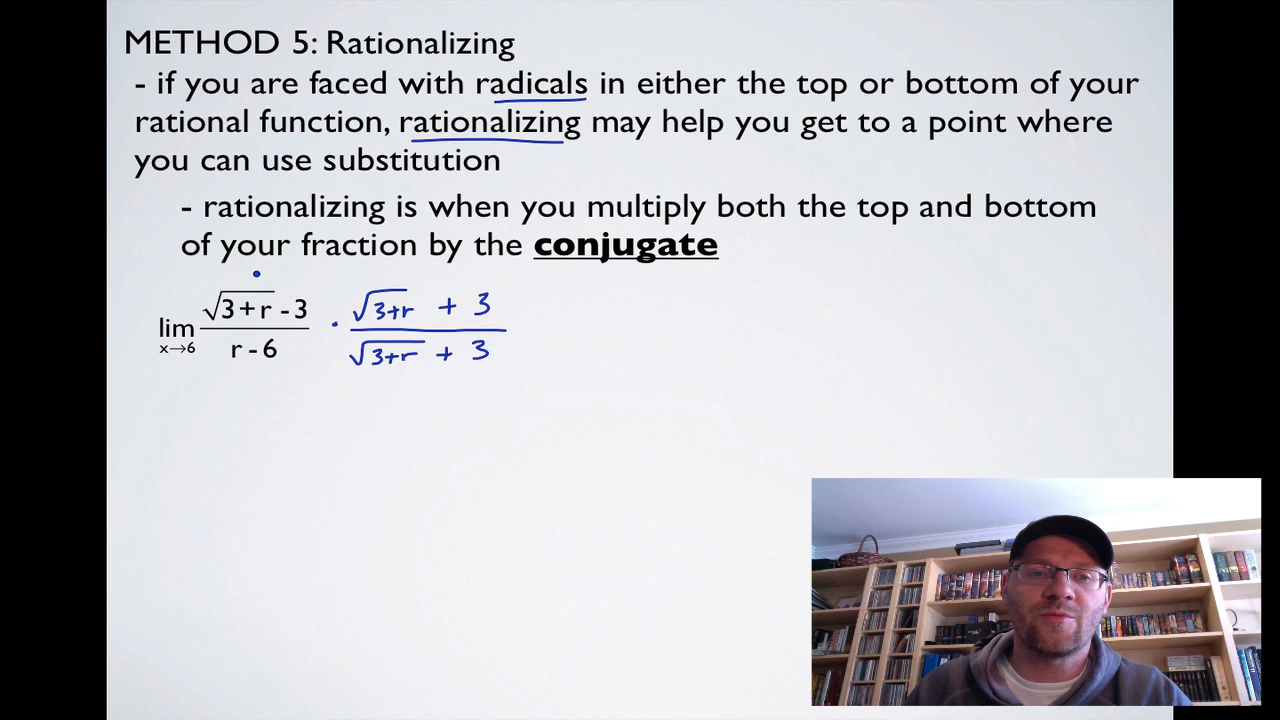 METHOD 5: Rationalizing
- if you are faced with radicals in either the top or bottom of your
rational function, rationalizing may help you get to a point where
you can use substitution
- rationalizing is when you multiply both the top and bottom
of your fraction by the conjugate
√3+r - 3 √3+r + 3
lim ·
x→6
r - 6 √3+r + 3